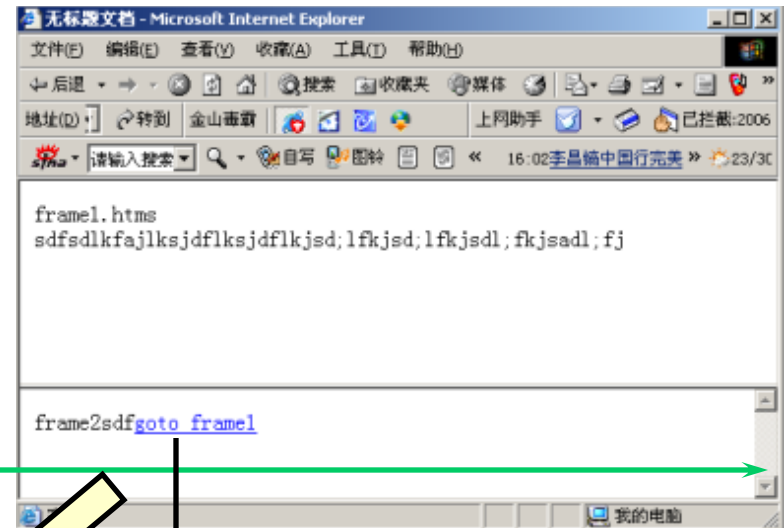 无标题文档 - Microsoft Internet Explorer
文件(F) 编辑(E) 查看(V) 收藏(A) 工具(T) 帮助(H)
后退 搜索 收藏夹 媒体 »
地址(D) 转到 金山毒霸 上网助手 已拦截:2006
sina 请输入搜索 自写 图铃 « 16:02李昌镐中国行完美 » 23/30
frame1.htms
sdfsdlkfajlksjdflksjdflkjsd;lfkjsd;lfkjsdl;fkjsadl;fj
frame2sdfgoto frame1
我的电脑